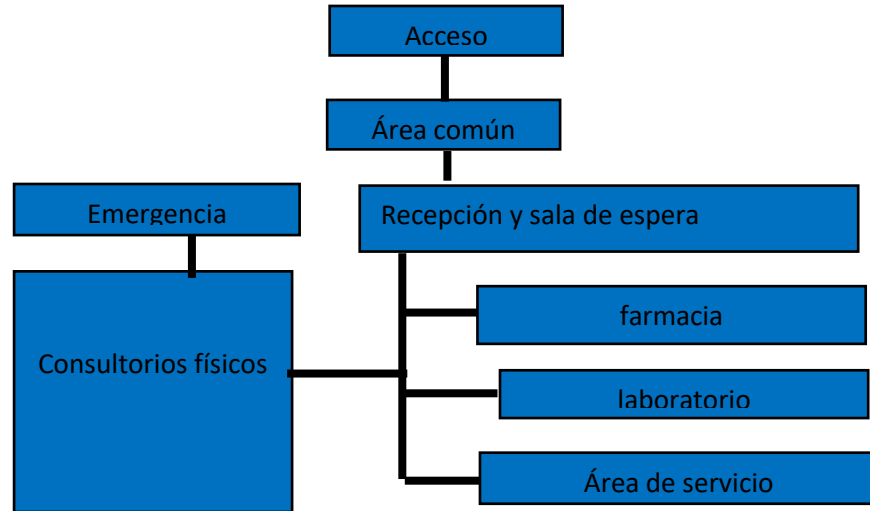 Acceso
Área común
Emergencia
Recepción y sala de espera
farmacia
Consultorios físicos
laboratorio
Área de servicio